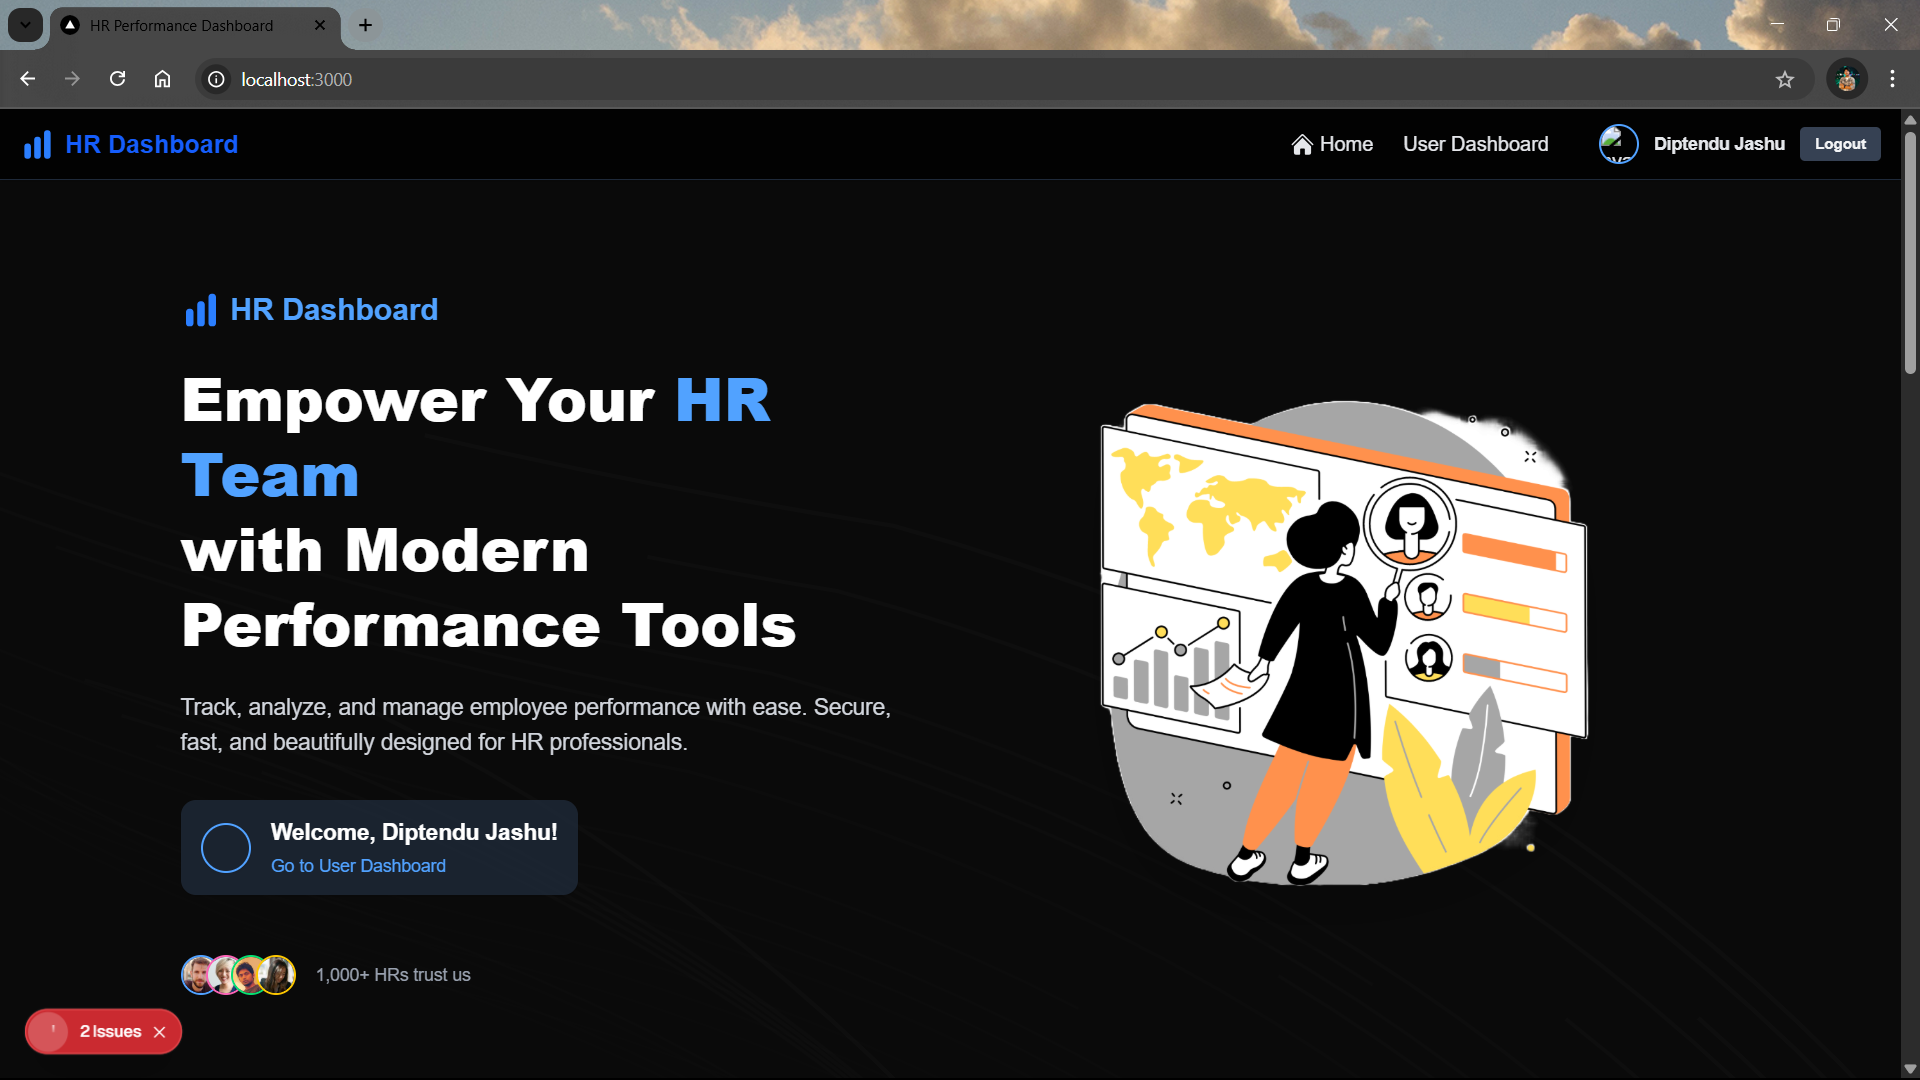 HR Performance Dashboard
localhost:3000
HR Dashboard
Home
User Dashboard
Diptendu Jashu
Logout
HR Dashboard
Empower Your HR
Team
with Modern
Performance Tools
Track, analyze, and manage employee performance with ease. Secure,
fast, and beautifully designed for HR professionals.
Welcome, Diptendu Jashu!
Go to User Dashboard
1,000+ HRs trust us
2 Issues